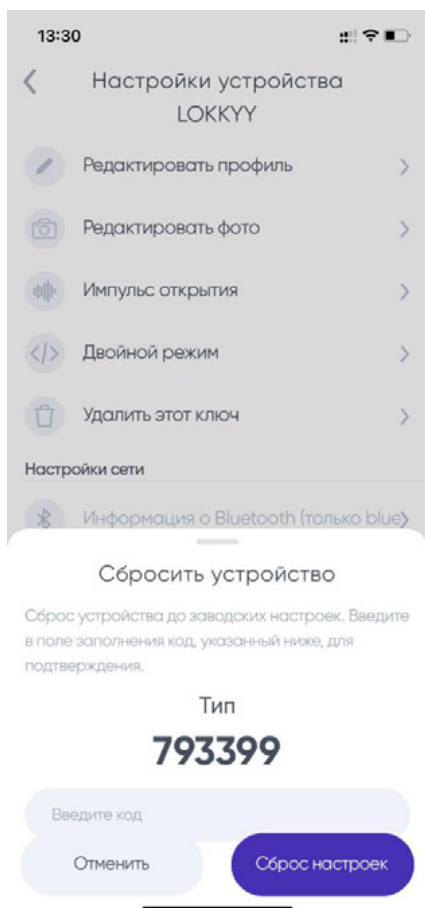 13:30
Настройки устройства
LOKKYY
Редактировать профиль
Редактировать фото
Импульс открытия
Двойной режим
Удалить этот ключ
Настройки сети
Информация о Bluetooth (только blue
Сбросить устройство
Сброс устройства до заводских настроек. Введите
в поле заполнения код, указанный ниже, для
подтверждения.
Тип
793399
Введите код
Отменить
Сброс настроек